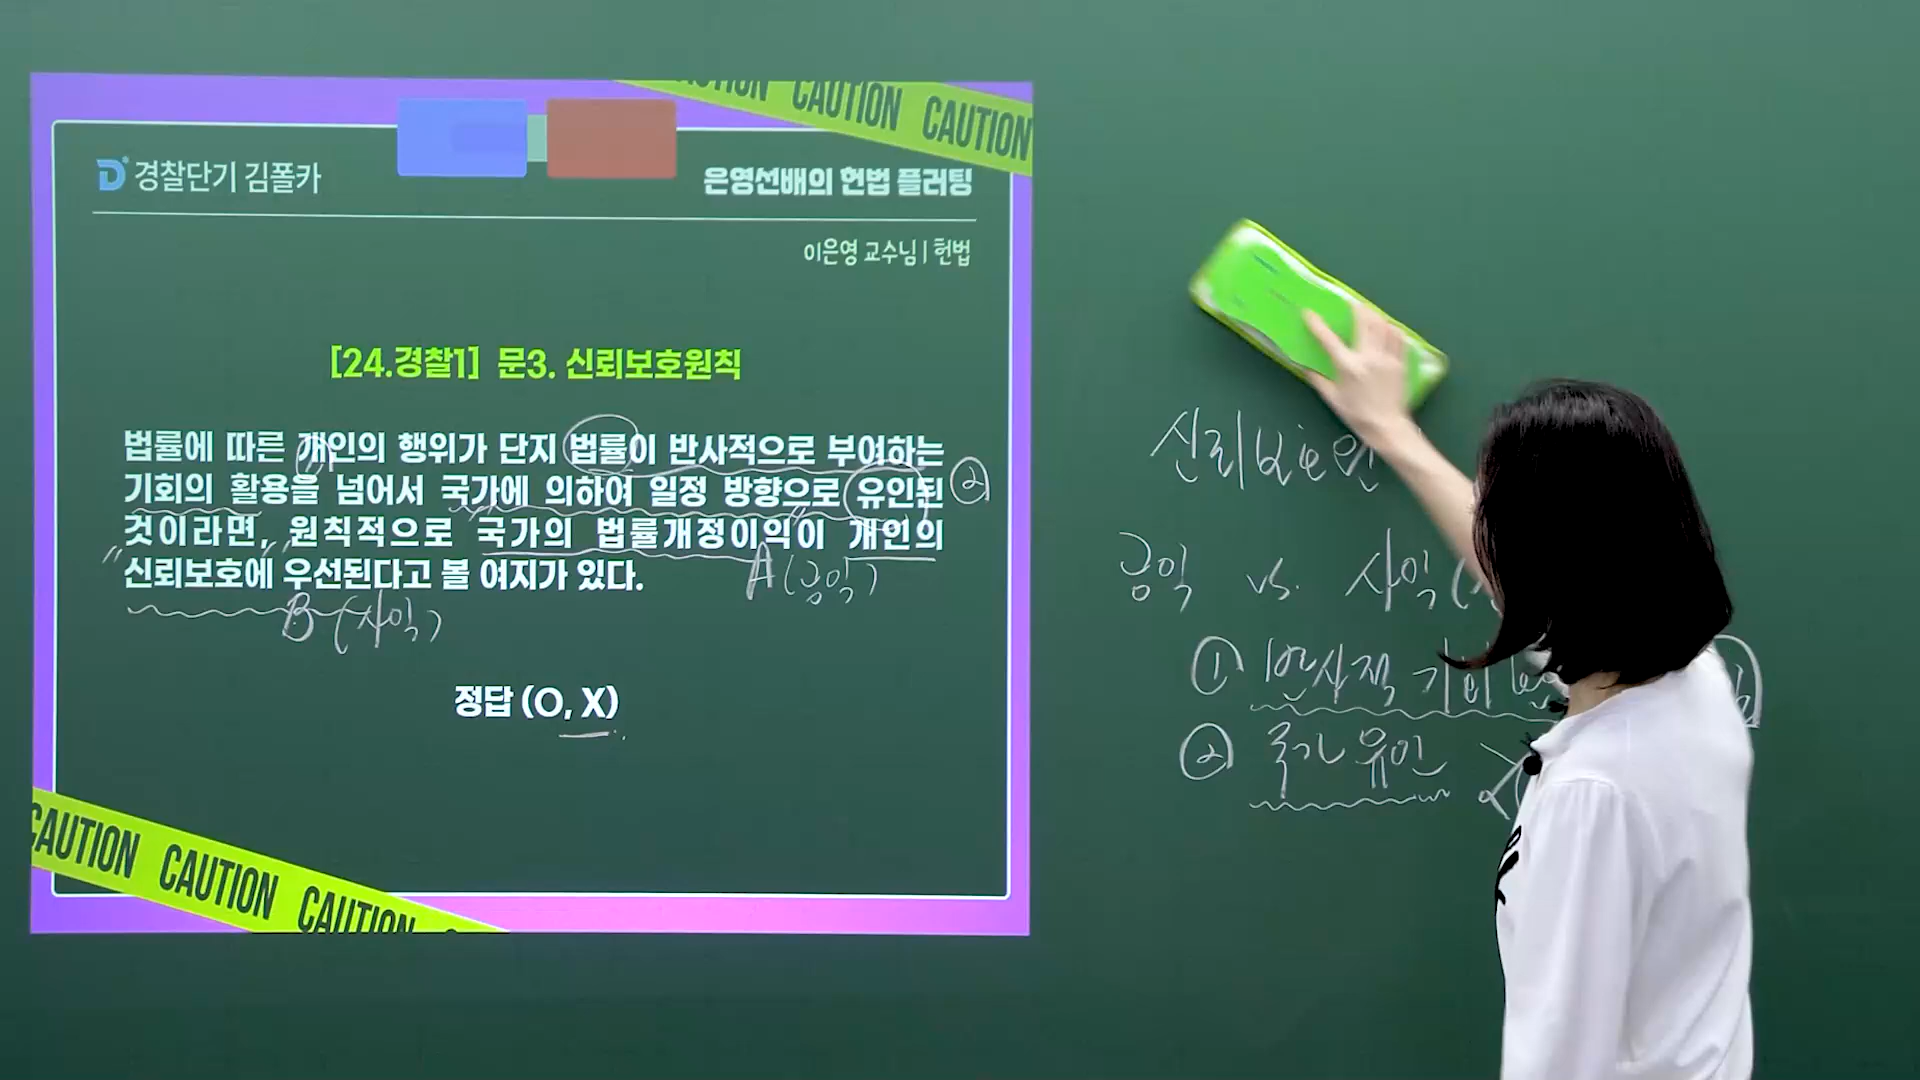 CAUTION CAUTION
경찰단기 김폴카
은영선배의 헌법 플러팅
이은영 교수님 | 헌법
[24.경찰1] 문3. 신뢰보호원칙
법률에 따른 개인의 행위가 단지 법률이 반사적으로 부여하는
기회의 활용을 넘어서 국가에 의하여 일정 방향으로 유인된 ②
것이라면, 원칙적으로 국가의 법률개정이익이 개인의
신뢰보호에 우선된다고 볼 여지가 있다.
A (공익)
B (사익)
정답 (O, X)
CAUTION CAUTION CAUTION
신뢰보호원
공익 vs. 사익 (
① 반사적 기회
② 국가 유인